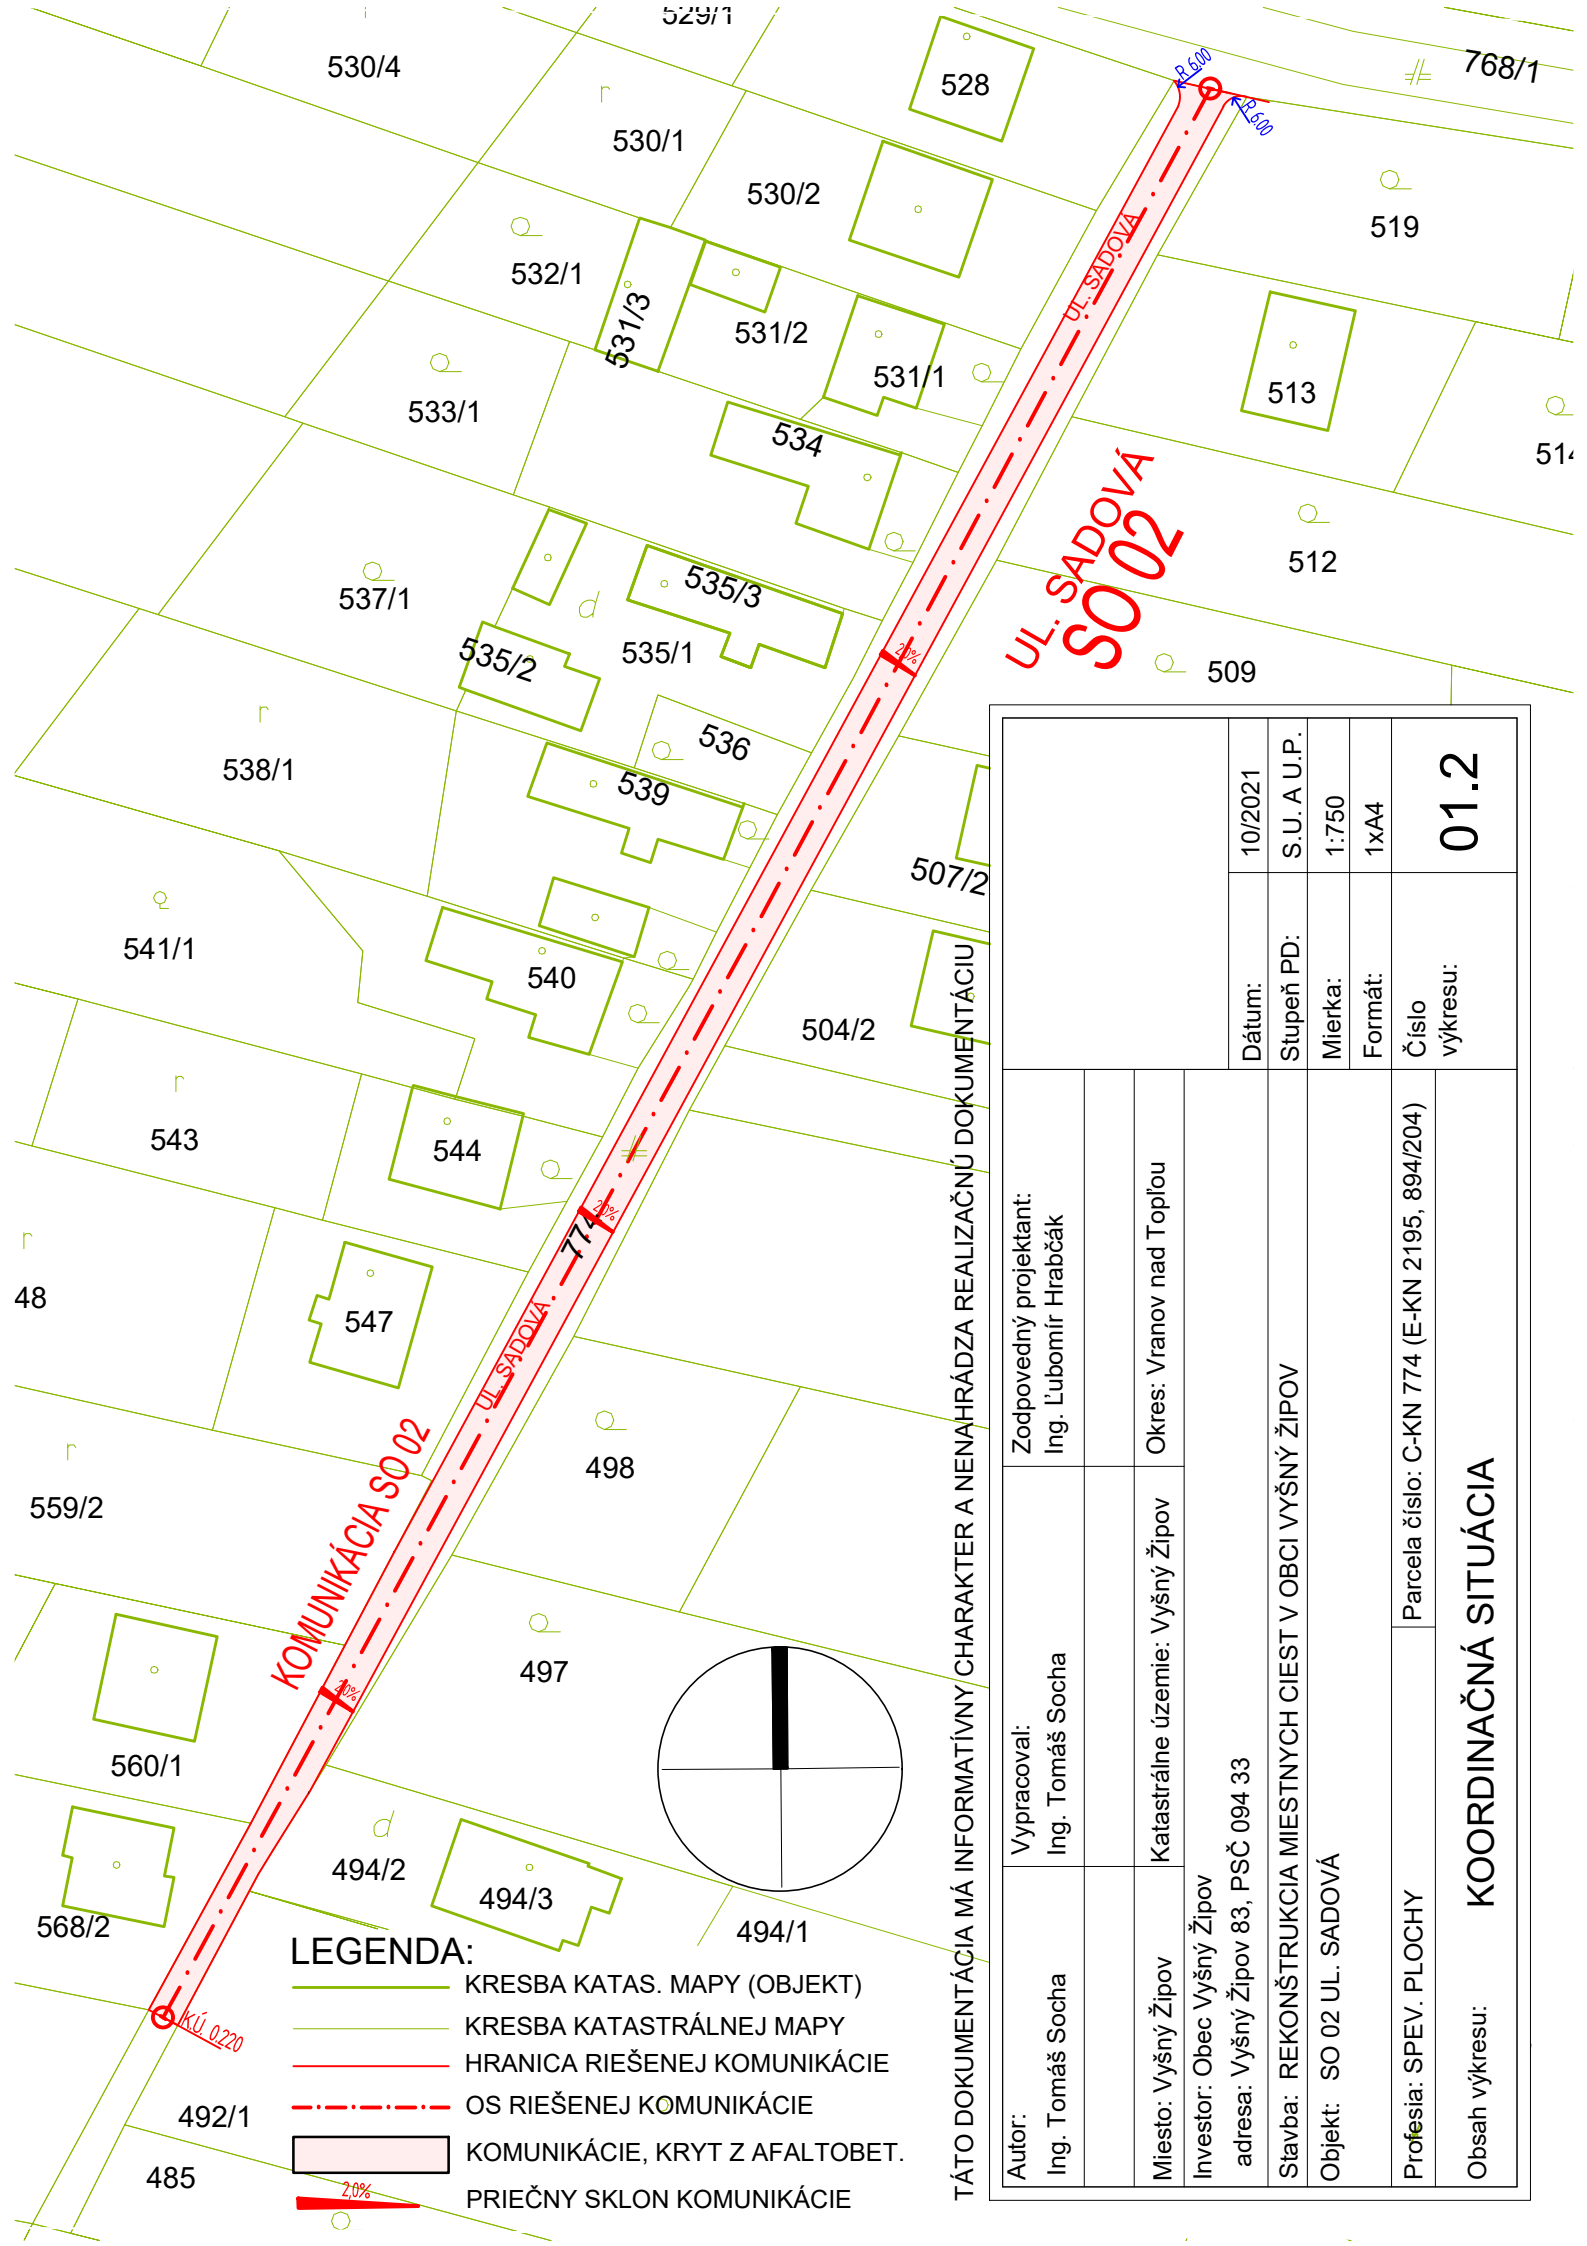 529/1
530/4
528
768/1
R 6.00
R 6.00
530/1
530/2
519
UL. SADOVÁ
532/1
531/3
531/2
531/1
513
533/1
534
514
UL. SADOVÁ
SO 02
512
537/1
535/3
535/2
535/1
2,0%
509
536
538/1
539
507/2
541/1
540
504/2
543
544
2,0%
774
48
547
UL. SADOVÁ
498
559/2
KOMUNIKÁCIA SO 02
497
2,0%
560/1
494/2
494/3
494/1
568/2
K.Ú. 0.220
492/1
485
LEGENDA:
KRESBA KATAS. MAPY (OBJEKT)
KRESBA KATASTRÁLNEJ MAPY
HRANICA RIEŠENEJ KOMUNIKÁCIE
OS RIEŠENEJ KOMUNIKÁCIE
KOMUNIKÁCIE, KRYT Z AFALTOBET.
2,0%
PRIEČNY SKLON KOMUNIKÁCIE
TÁTO DOKUMENTÁCIA MÁ INFORMATÍVNY CHARAKTER A NENAHRÁDZA REALIZAČNÚ DOKUMENTÁCIU
Autor:
Ing. Tomáš Socha
Vypracoval:
Ing. Tomáš Socha
Zodpovedný projektant:
Ing. Ľubomír Hrabčák
Miesto: Vyšný Žipov
Katastrálne územie: Vyšný Žipov
Okres: Vranov nad Topľou
Investor: Obec Vyšný Žipov
adresa: Vyšný Žipov 83, PSČ 094 33
Dátum:
10/2021
Stavba: REKONŠTRUKCIA MIESTNYCH CIEST V OBCI VYŠNÝ ŽIPOV
Stupeň PD:
S.U. A U.P.
Objekt: SO 02 UL. SADOVÁ
Mierka:
1:750
Formát:
1xA4
Profesia: SPEV. PLOCHY
Parcela číslo: C-KN 774 (E-KN 2195, 894/204)
Číslo
výkresu:
01.2
Obsah výkresu:
KOORDINAČNÁ SITUÁCIA